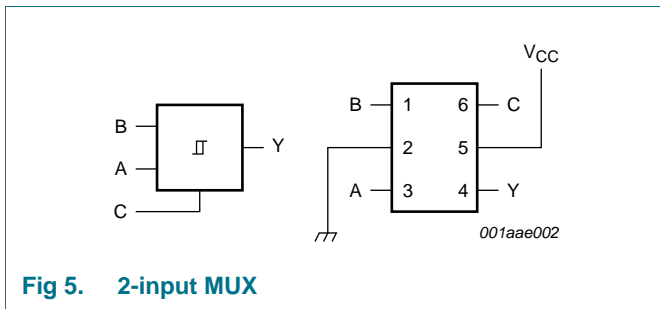 VCC
B
A
C
Y
B 1 6 C
2 5
A 3 4 Y
001aae002
Fig 5. 2-input MUX